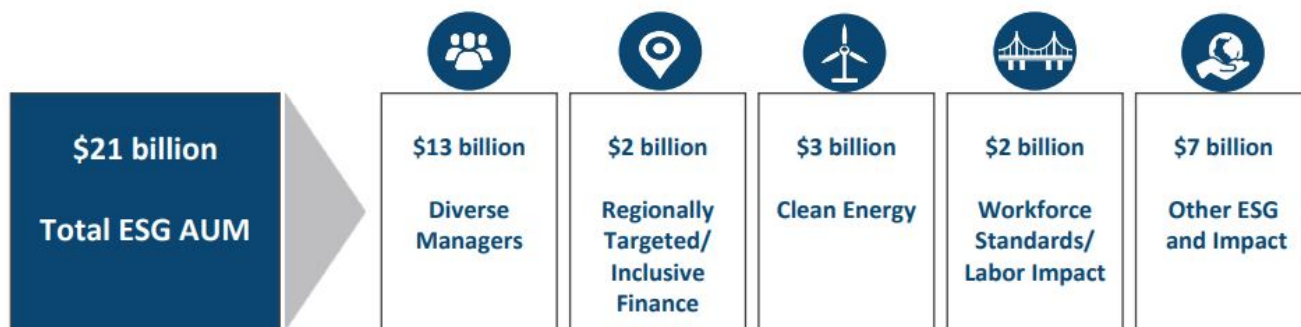 $21 billion
Total ESG AUM
$13 billion
Diverse
Managers
$2 billion
Regionally
Targeted/
Inclusive
Finance
$3 billion
Clean Energy
$2 billion
Workforce
Standards/
Labor Impact
$7 billion
Other ESG
and Impact